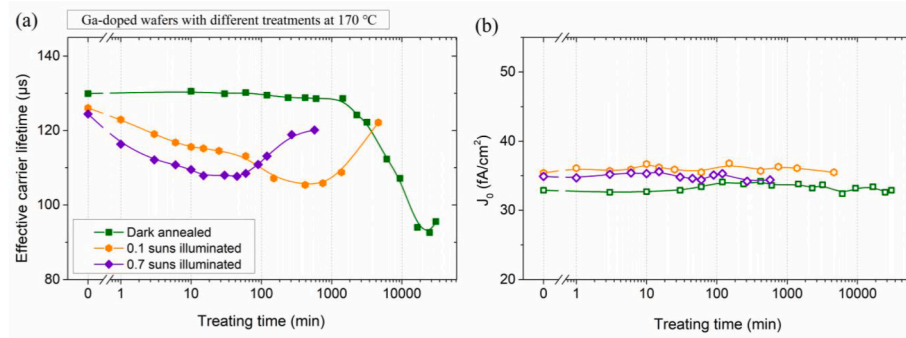 (a)
Ga-doped wafers with different treatments at 170 ℃
Effective carrier lifetime (μs)
140
120
100
80
Dark annealed
0.1 suns illuminated
0.7 suns illuminated
0 1 10 100 1000 10000
Treating time (min)
(b)
J₀ (fA/cm²)
50
40
30
20
0 1 10 100 1000 10000
Treating time (min)